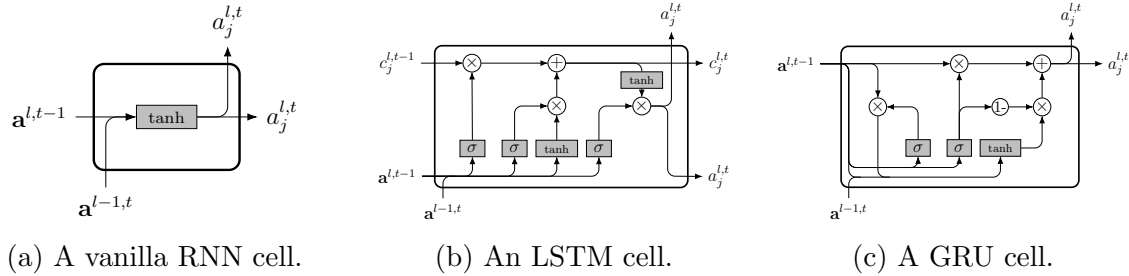 a_j^{l,t}
𝐚^{l,t−1} tanh a_j^{l,t}
𝐚^{l−1,t}
(a) A vanilla RNN cell.
a_j^{l,t}
c_j^{l,t−1} × + c_j^{l,t}
tanh
× ×
σ σ tanh σ
𝐚^{l,t−1} a_j^{l,t}
𝐚^{l−1,t}
(b) An LSTM cell.
a_j^{l,t}
𝐚^{l,t−1} × + a_j^{l,t}
× 1- ×
σ σ tanh
𝐚^{l−1,t}
(c) A GRU cell.